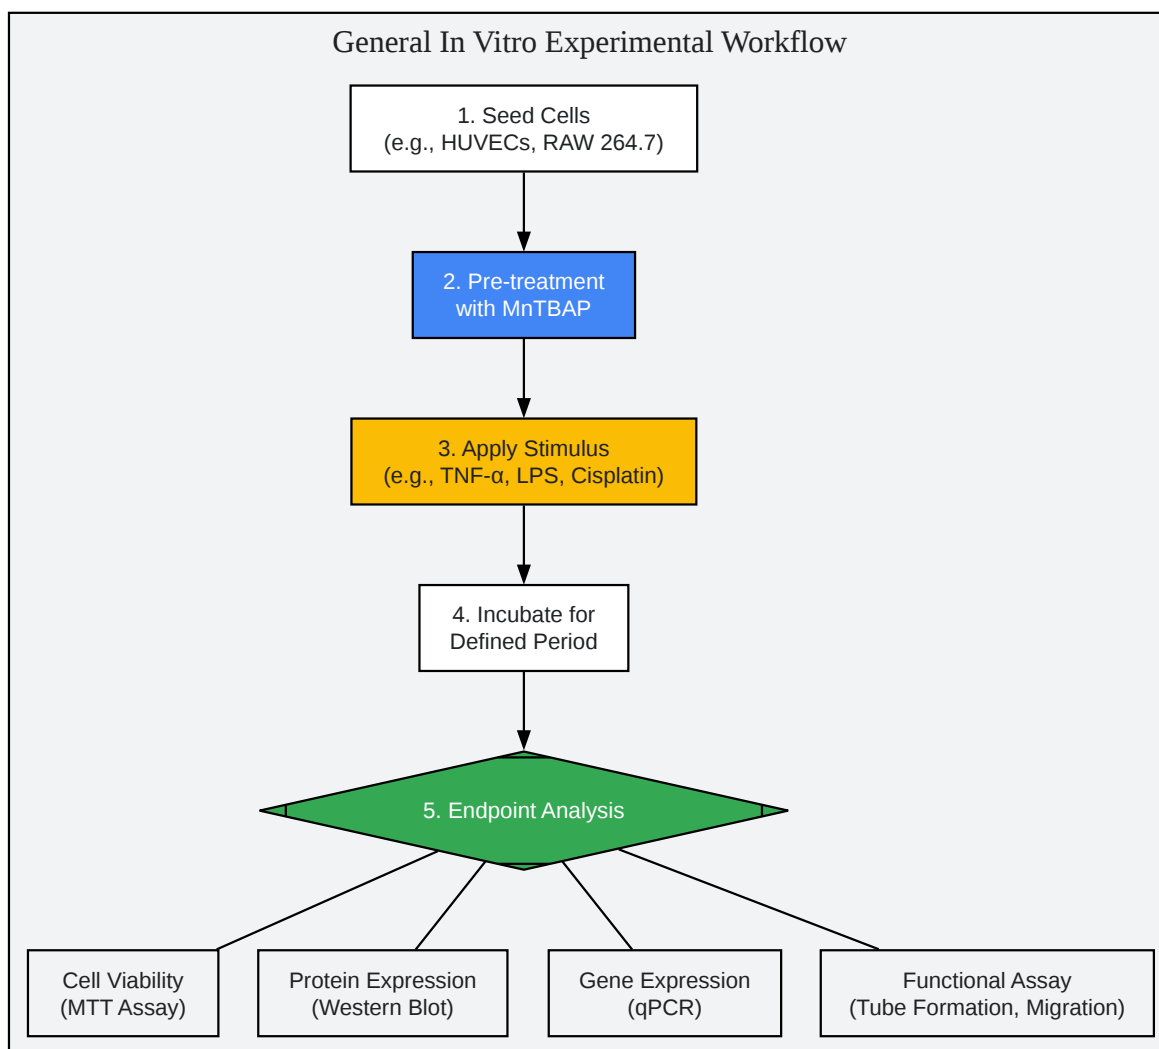 General In Vitro Experimental Workflow
1. Seed Cells
(e.g., HUVECs, RAW 264.7)
2. Pre-treatment
with MnTBAP
3. Apply Stimulus
(e.g., TNF-α, LPS, Cisplatin)
4. Incubate for
Defined Period
5. Endpoint Analysis
Cell Viability
(MTT Assay)
Protein Expression
(Western Blot)
Gene Expression
(qPCR)
Functional Assay
(Tube Formation, Migration)